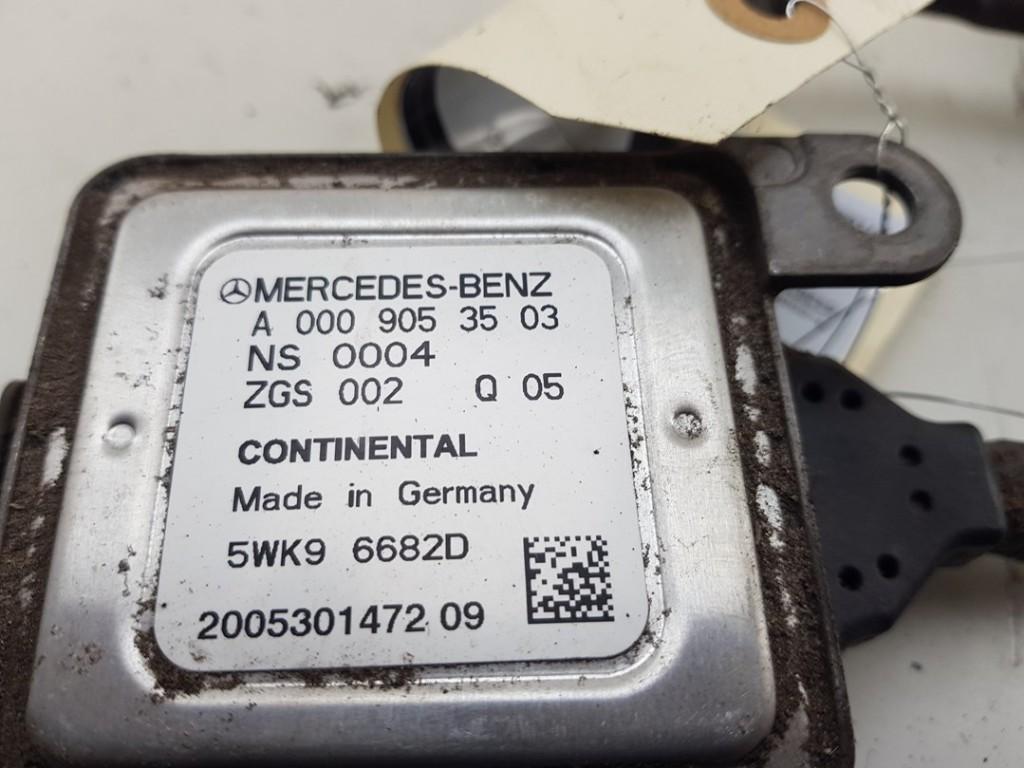 MERCEDES-BENZ
A 000 905 35 03
NS 0004
ZGS 002 Q 05
CONTINENTAL
Made in Germany
5WK9 6682D
2005301472 09